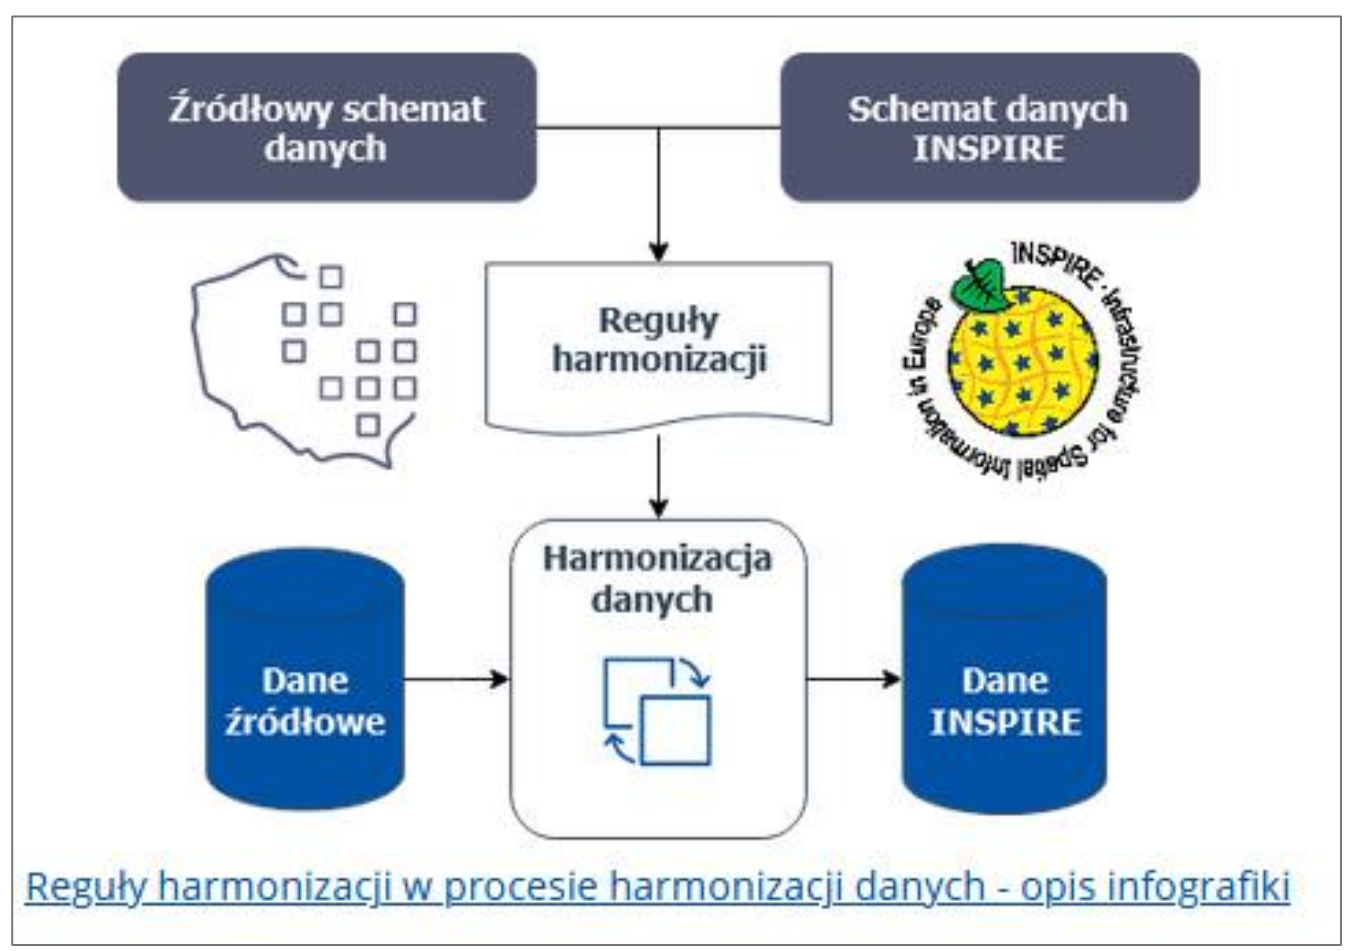 Źródłowy schemat
danych
Schemat danych
INSPIRE
Reguły
harmonizacji
INSPIRE · Infrastructure for Spatial Information in Europe
Harmonizacja
danych
Dane
źródłowe
Dane
INSPIRE
Reguły harmonizacji w procesie harmonizacji danych - opis infografiki